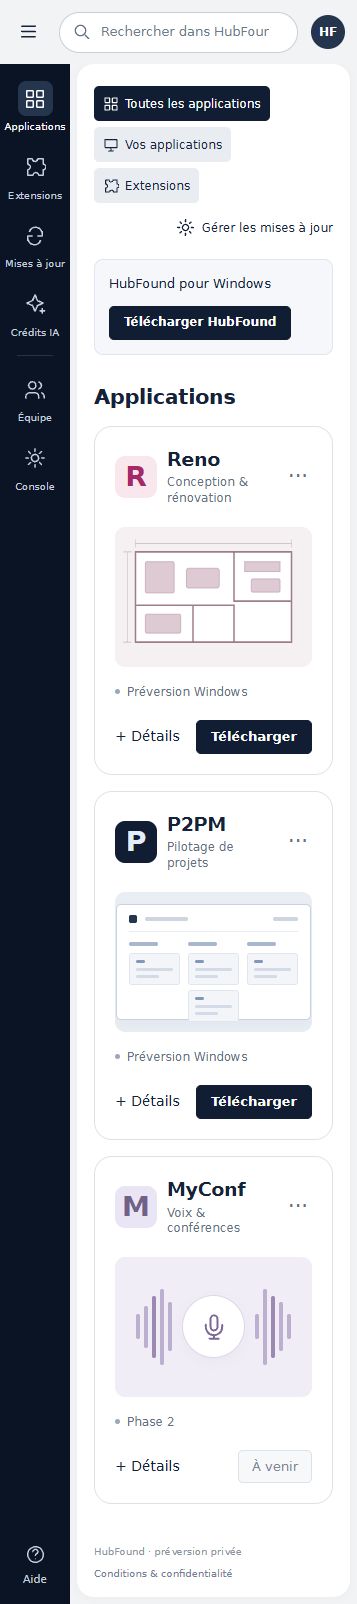 Rechercher dans HubFour
HF
Applications
Extensions
Mises à jour
Crédits IA
Équipe
Console
Aide
Toutes les applications
Vos applications
Extensions
Gérer les mises à jour
HubFound pour Windows
Télécharger HubFound
Applications
R
Reno
Conception &
rénovation
Préversion Windows
+ Détails
Télécharger
P
P2PM
Pilotage de
projets
Préversion Windows
+ Détails
Télécharger
M
MyConf
Voix &
conférences
Phase 2
+ Détails
À venir
HubFound · préversion privée
Conditions & confidentialité